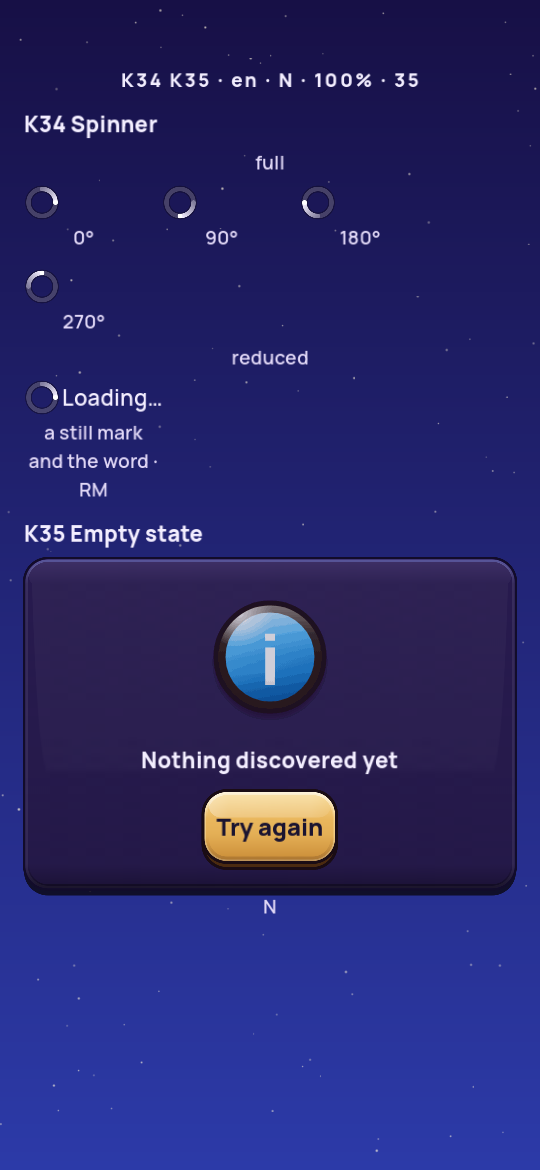 K34 K35 · en · N · 100% · 35
K34 Spinner
full
0° 90° 180°
270°
reduced
Loading…
a still mark
and the word ·
RM
K35 Empty state
i
Nothing discovered yet
Try again
N